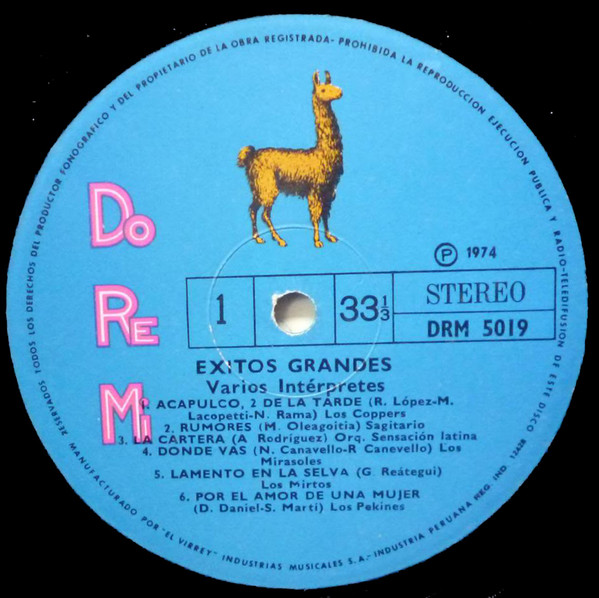 RESERVADOS TODOS LOS DERECHOS DEL PRODUCTOR FONOGRAFICO Y DEL PROPIETARIO DE LA OBRA REGISTRADA- PROHIBIDA LA REPRODUCCION EJECUCION PUBLICA Y RADIO-TELEDIFUSION DE ESTE DISCO
DO
RE
MI
Ⓟ 1974
1
33⅓
STEREO
DRM 5019
EXITOS GRANDES
Varios Intérpretes
1. ACAPULCO, 2 DE LA TARDE (R. López-M.
Lacopetti-N. Rama) Los Coppers
2. RUMORES (M. Oleagoitia) Sagitario
3. LA CARTERA (A. Rodríguez) Orq. Sensación latina
4. DONDE VAS (N. Canavello-R Canevello) Los
Mirasoles
5. LAMENTO EN LA SELVA (G. Reátegui)
Los Mirtos
6. POR EL AMOR DE UNA MUJER
(D. Daniel-S. Marti) Los Pekines
MANUFACTURADO POR "EL VIRREY" INDUSTRIAS MUSICALES S.A.- INDUSTRIA PERUANA REG. IND. 12628